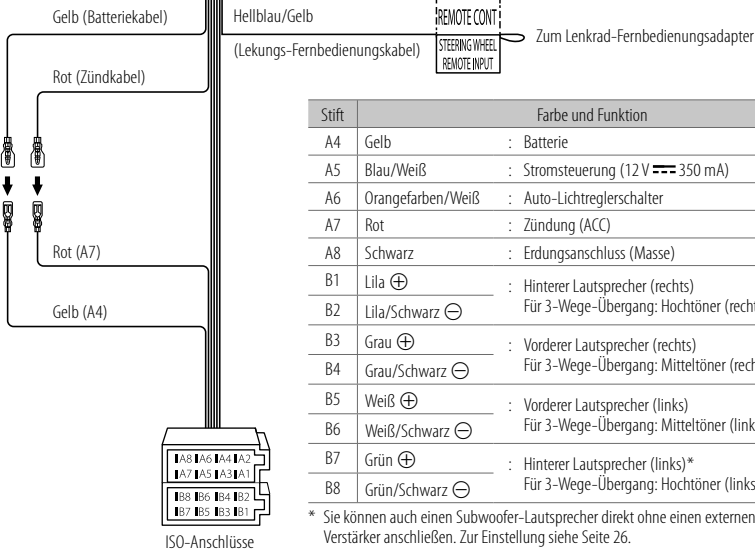 Gelb (Batteriekabel)
Hellblau/Gelb
(Lekungs-Fernbedienungskabel)
REMOTE CONT
STEERING WHEEL
REMOTE INPUT
Zum Lenkrad-Fernbedienungsadapter
Rot (Zündkabel)
Rot (A7)
Gelb (A4)
A8 A6 A4 A2
A7 A5 A3 A1
B8 B6 B4 B2
B7 B5 B3 B1
ISO-Anschlüsse
Stift Farbe und Funktion
A4 Gelb : Batterie
A5 Blau/Weiß : Stromsteuerung (12 V ⎓ 350 mA)
A6 Orangefarben/Weiß : Auto-Lichtreglerschalter
A7 Rot : Zündung (ACC)
A8 Schwarz : Erdungsanschluss (Masse)
B1 Lila ⊕ : Hinterer Lautsprecher (rechts)
B2 Lila/Schwarz ⊖ Für 3-Wege-Übergang: Hochtöner
B3 Grau ⊕ : Vorderer Lautsprecher (rechts)
B4 Grau/Schwarz ⊖ Für 3-Wege-Übergang: Mitteltöner
B5 Weiß ⊕ : Vorderer Lautsprecher (links)
B6 Weiß/Schwarz ⊖ Für 3-Wege-Übergang: Mitteltöner
B7 Grün ⊕ : Hinterer Lautsprecher (links)*
B8 Grün/Schwarz ⊖ Für 3-Wege-Übergang: Hochtöner (links
* Sie können auch einen Subwoofer-Lautsprecher direkt ohne einen externen
Verstärker anschließen. Zur Einstellung siehe Seite 26.